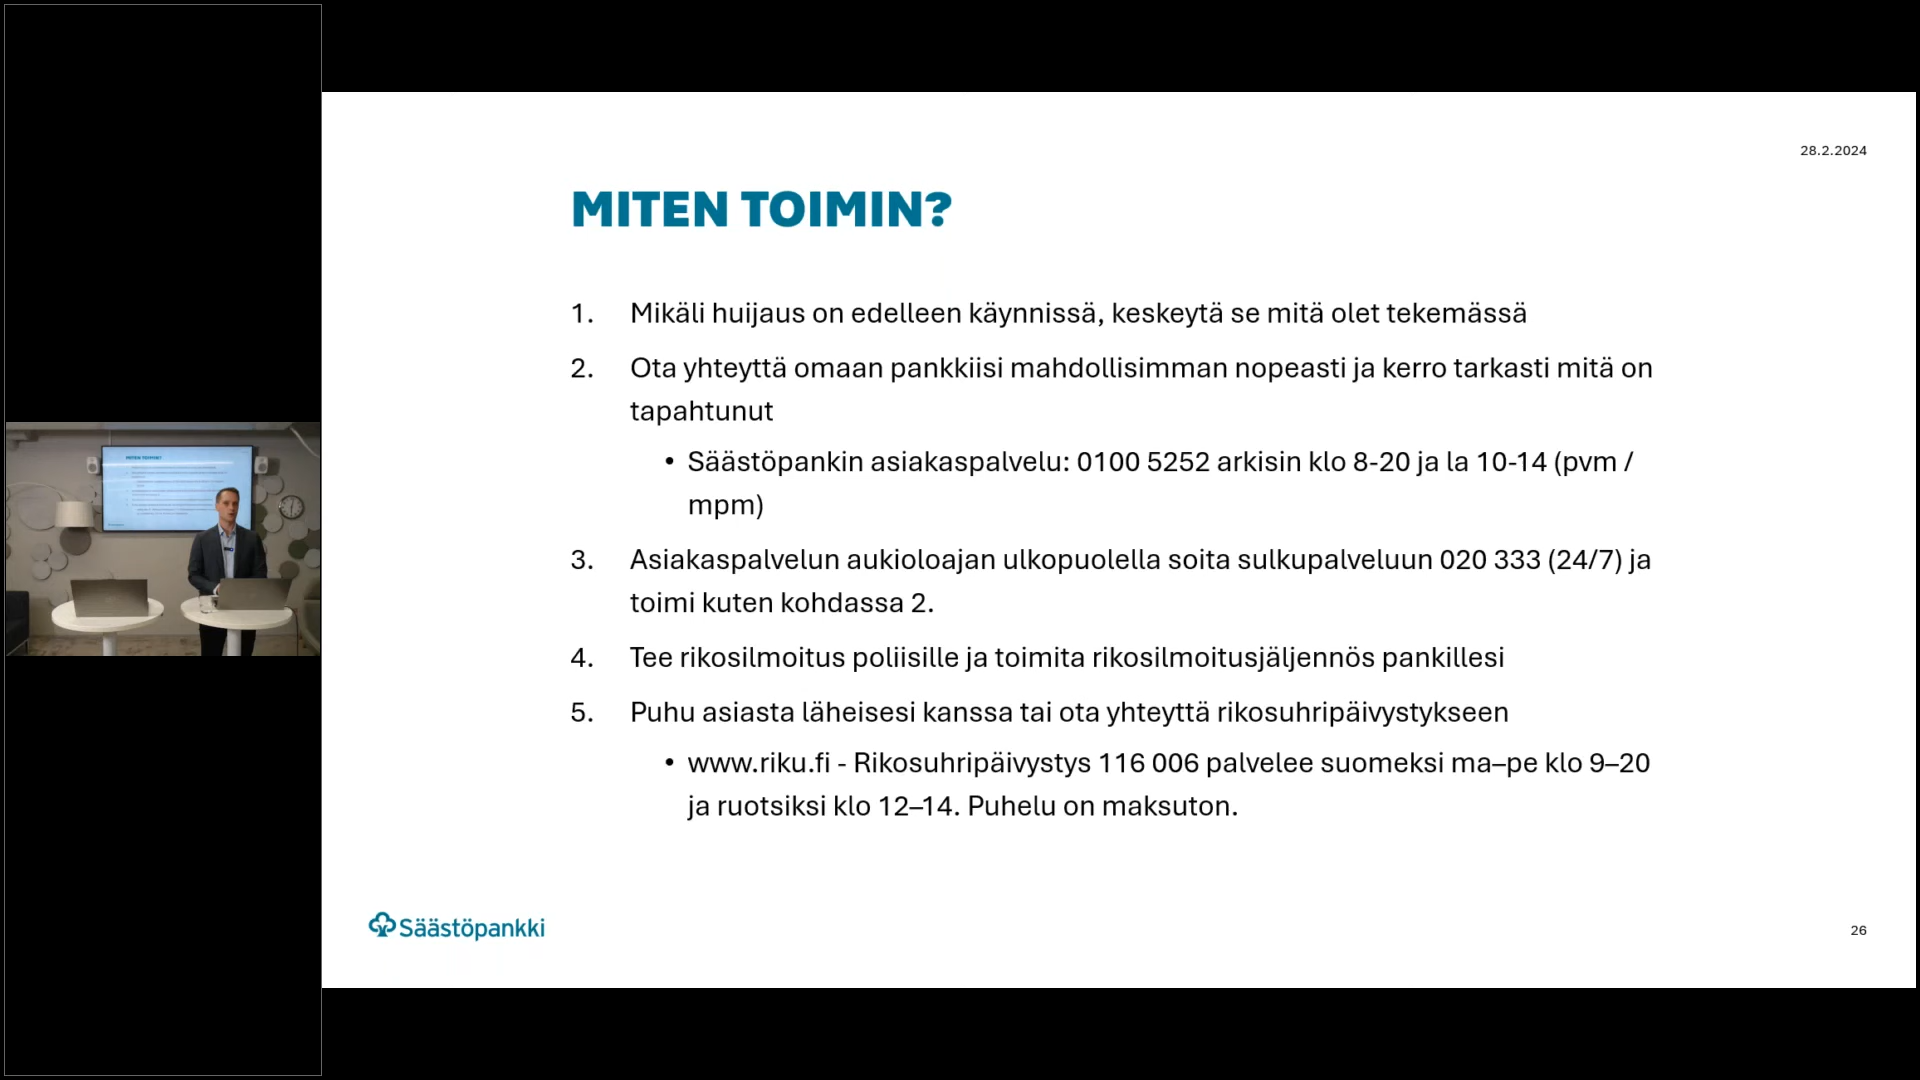 28.2.2024
MITEN TOIMIN?
1. Mikäli huijaus on edelleen käynnissä, keskeytä se mitä olet tekemässä
2. Ota yhteyttä omaan pankkiisi mahdollisimman nopeasti ja kerro tarkasti mitä on
tapahtunut
• Säästöpankin asiakaspalvelu: 0100 5252 arkisin klo 8-20 ja la 10-14 (pvm /
mpm)
3. Asiakaspalvelun aukioloajan ulkopuolella soita sulkupalveluun 020 333 (24/7) ja
toimi kuten kohdassa 2.
4. Tee rikosilmoitus poliisille ja toimita rikosilmoitusjäljennös pankillesi
5. Puhu asiasta läheisesi kanssa tai ota yhteyttä rikosuhripäivystykseen
• www.riku.fi - Rikosuhripäivystys 116 006 palvelee suomeksi ma–pe klo 9–20
ja ruotsiksi klo 12–14. Puhelu on maksuton.
Säästöpankki
26
MITEN TOIMIN?